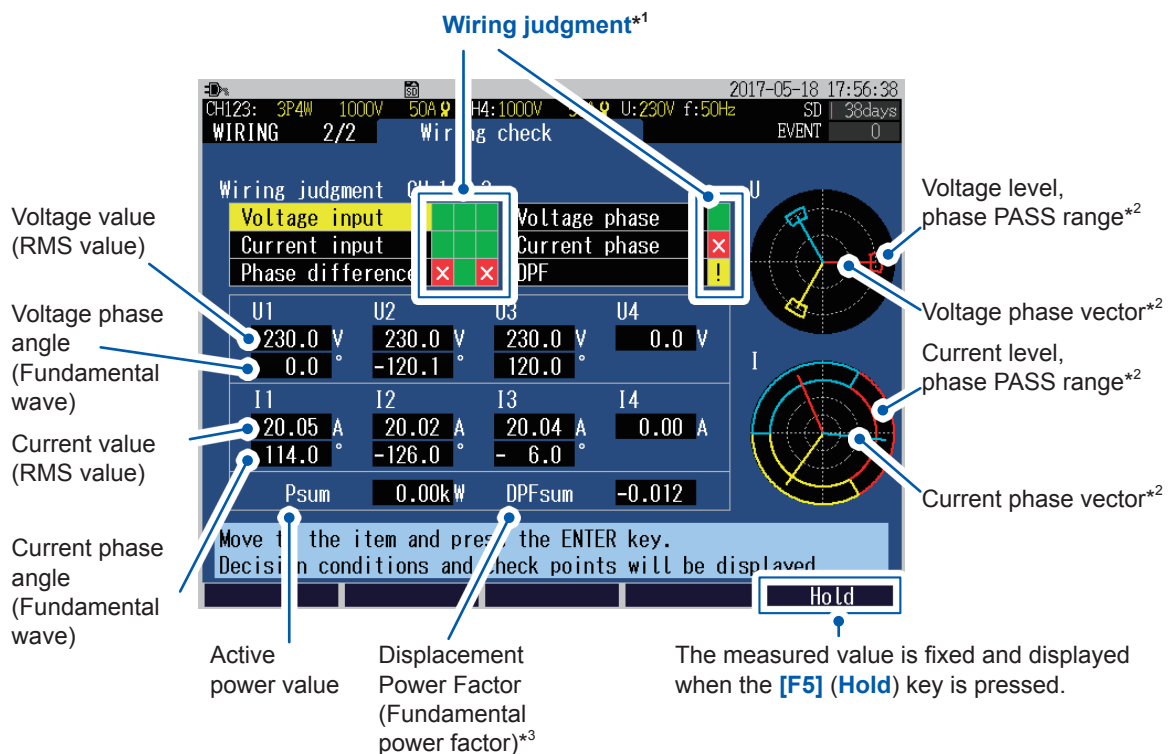 Wiring judgment*1
SD
2017-05-18 17:56:38
CH123: 3P4W 1000V 50A H4:1000V U:230V f:50Hz SD 38days
WIRING 2/2 Wiring check EVENT 0
Wiring judgment CH
Voltage input
Voltage phase
Current input
Current phase
Phase difference
DPF
U
U1 U2 U3 U4
230.0 V 230.0 V 230.0 V 0.0 V
0.0 ° -120.1 ° 120.0 °
I
I1 I2 I3 I4
20.05 A 20.02 A 20.04 A 0.00 A
114.0 ° -126.0 ° - 6.0 °
Psum 0.00kW DPFsum -0.012
Move to the item and press the ENTER key.
Decision conditions and check points will be displayed
Hold
Voltage value
(RMS value)
Voltage phase
angle
(Fundamental
wave)
Current value
(RMS value)
Current phase
angle
(Fundamental
wave)
Voltage level,
phase PASS range*2
Voltage phase vector*2
Current level,
phase PASS range*2
Current phase vector*2
Active
power value
Displacement
Power Factor
(Fundamental
power factor)*3
The measured value is fixed and displayed
when the [F5] (Hold) key is pressed.